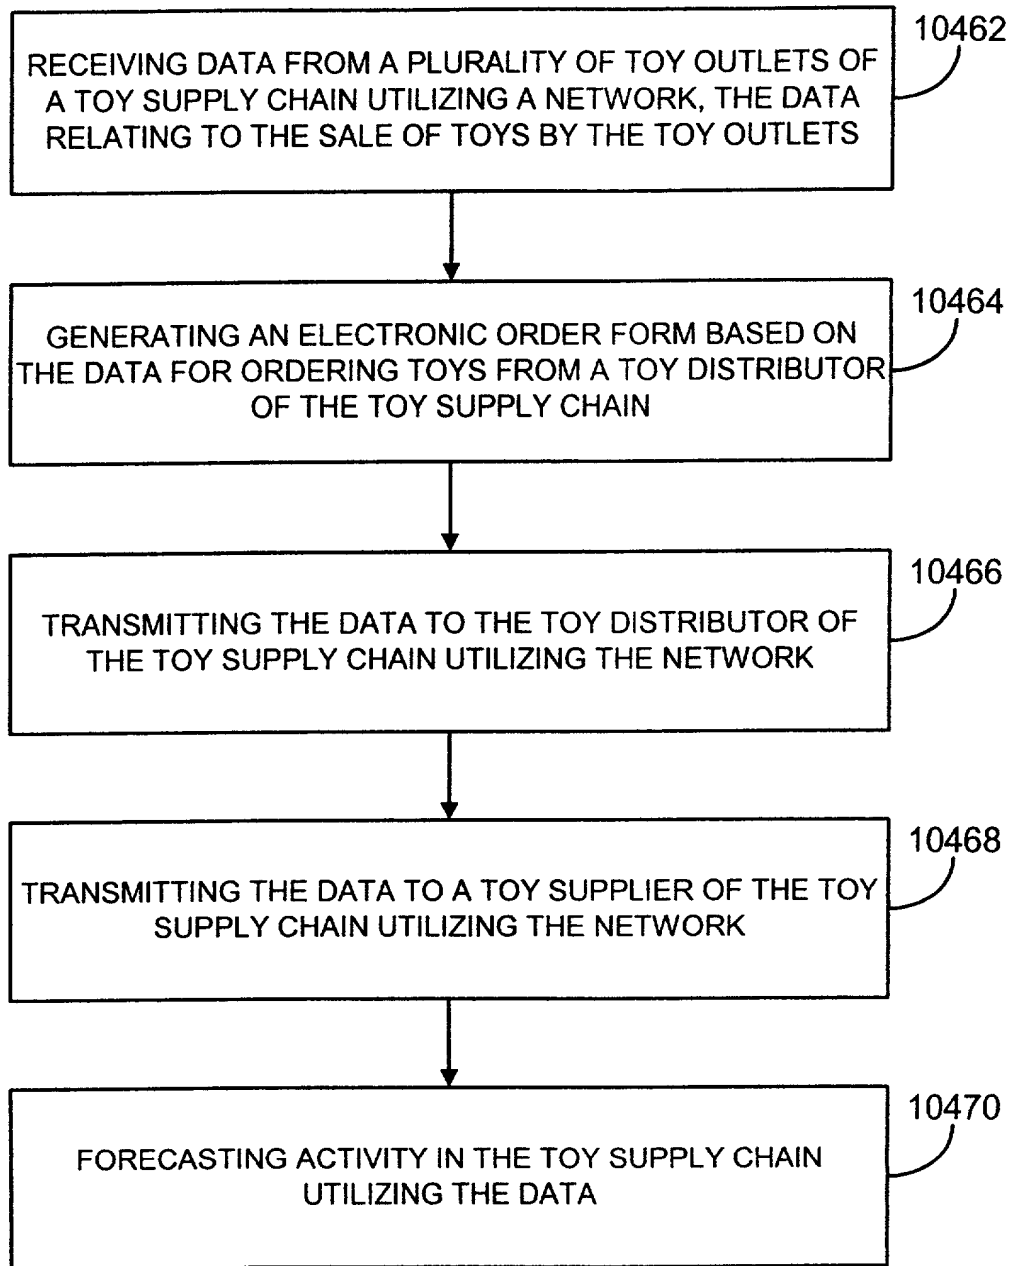 10462
RECEIVING DATA FROM A PLURALITY OF TOY OUTLETS OF
A TOY SUPPLY CHAIN UTILIZING A NETWORK, THE DATA
RELATING TO THE SALE OF TOYS BY THE TOY OUTLETS
10464
GENERATING AN ELECTRONIC ORDER FORM BASED ON
THE DATA FOR ORDERING TOYS FROM A TOY DISTRIBUTOR
OF THE TOY SUPPLY CHAIN
10466
TRANSMITTING THE DATA TO THE TOY DISTRIBUTOR OF
THE TOY SUPPLY CHAIN UTILIZING THE NETWORK
10468
TRANSMITTING THE DATA TO A TOY SUPPLIER OF THE TOY
SUPPLY CHAIN UTILIZING THE NETWORK
10470
FORECASTING ACTIVITY IN THE TOY SUPPLY CHAIN
UTILIZING THE DATA